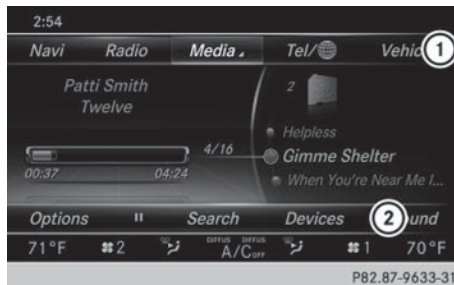 2:54
Navi Radio Media Tel/ Vehic 1
Patti Smith
Twelve
2
Helpless
4/16
Gimme Shelter
00:37 04:24
When You're Near Me I...
Options Search Devices 2 und
71°F 2 DIFFUS DIFFUS 1 70°F
A/C OFF
P82.87-9633-31